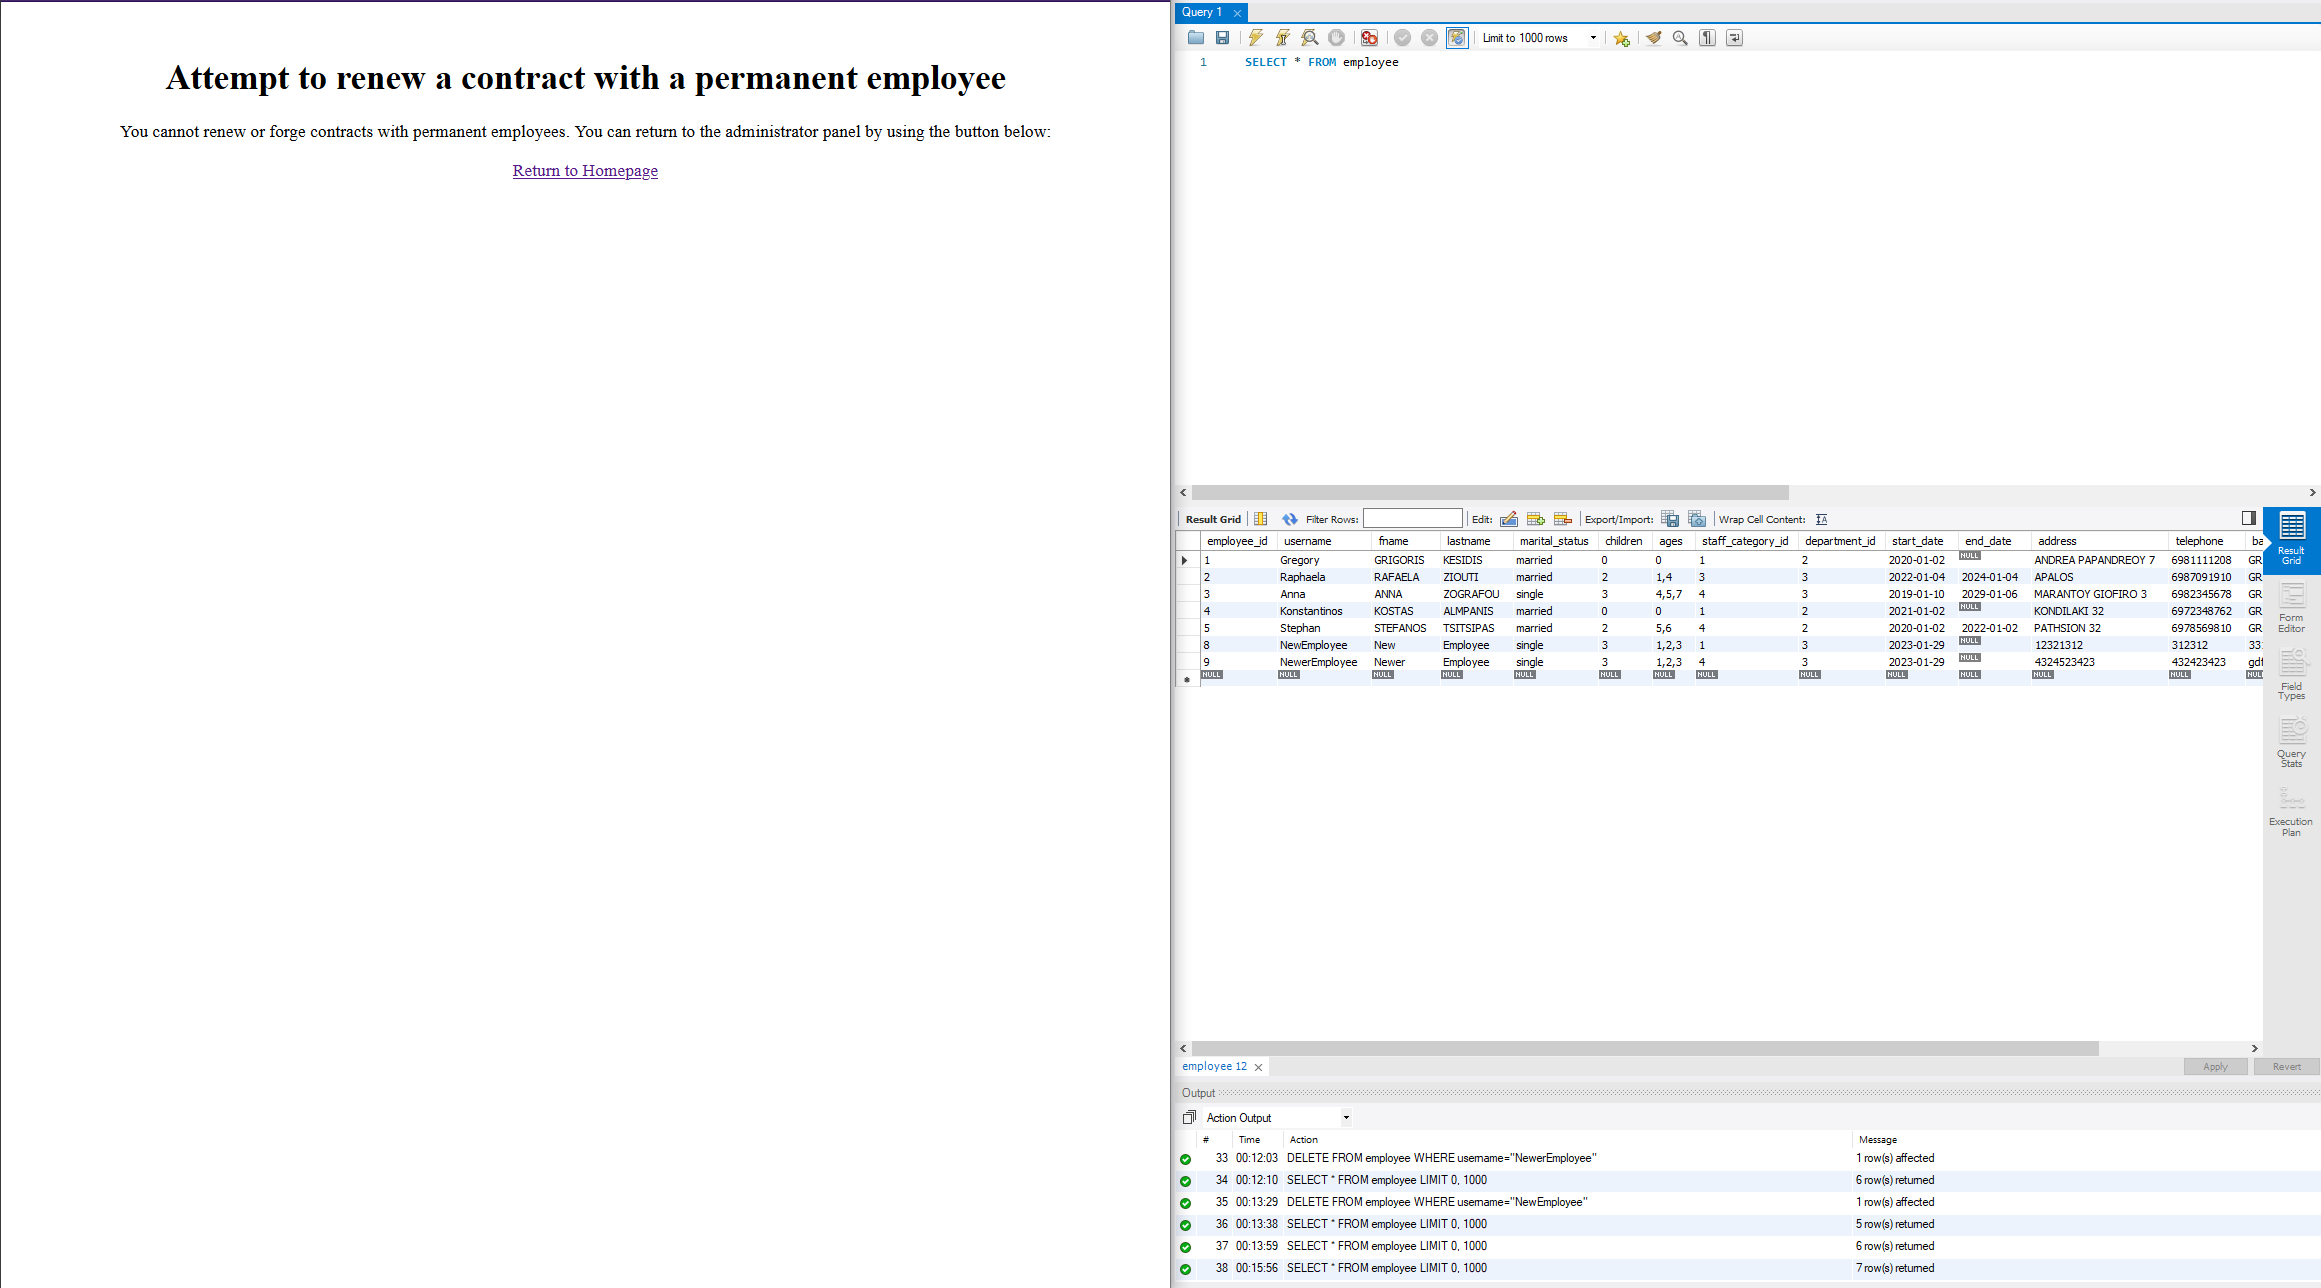 Attempt to renew a contract with a permanent employee
You cannot renew or forge contracts with permanent employees. You can return to the administrator panel by using the button below:
Return to Homepage
Query 1
Limit to 1000 rows
1 SELECT * FROM employee
Result Grid Filter Rows: Edit: Export/Import: Wrap Cell Content:
employee_id username fname lastname marital_status children ages staff_category_id department_id start_date end_date address telephone ba
1 Gregory GRIGORIS KESIDIS married 0 0 1 2 2020-01-02 NULL ANDREA PAPANDREOY 7 6981111208 GR
2 Raphaela RAFAELA ZIOUTI married 2 1,4 3 3 2022-01-04 2024-01-04 APALOS 6987091910 GR
3 Anna ANNA ZOGRAFOU single 3 4,5,7 4 3 2019-01-10 2029-01-06 MARANTOY GIOFIRO 3 6982345678 GR
4 Konstantinos KOSTAS ALMPANIS married 0 0 1 2 2021-01-02 NULL KONDILAKI 32 6972348762 GR
5 Stephan STEFANOS TSITSIPAS married 2 5,6 4 2 2020-01-02 2022-01-02 PATHSION 32 6978569810 GR
8 NewEmployee New Employee single 3 1,2,3 1 3 2023-01-29 NULL 12321312 312312 331
9 NewerEmployee Newer Employee single 3 1,2,3 4 3 2023-01-29 NULL 4324523423 432423423 gdf
NULL NULL NULL NULL NULL NULL NULL NULL NULL NULL NULL NULL NULL NULL
Result
Grid
Form
Editor
Field
Types
Query
Stats
Execution
Plan
employee 12
Apply Revert
Output
Action Output
# Time Action Message
33 00:12:03 DELETE FROM employee WHERE username="NewerEmployee" 1 row(s) affected
34 00:12:10 SELECT * FROM employee LIMIT 0, 1000 6 row(s) returned
35 00:13:29 DELETE FROM employee WHERE username="NewEmployee" 1 row(s) affected
36 00:13:38 SELECT * FROM employee LIMIT 0, 1000 5 row(s) returned
37 00:13:59 SELECT * FROM employee LIMIT 0, 1000 6 row(s) returned
38 00:15:56 SELECT * FROM employee LIMIT 0, 1000 7 row(s) returned